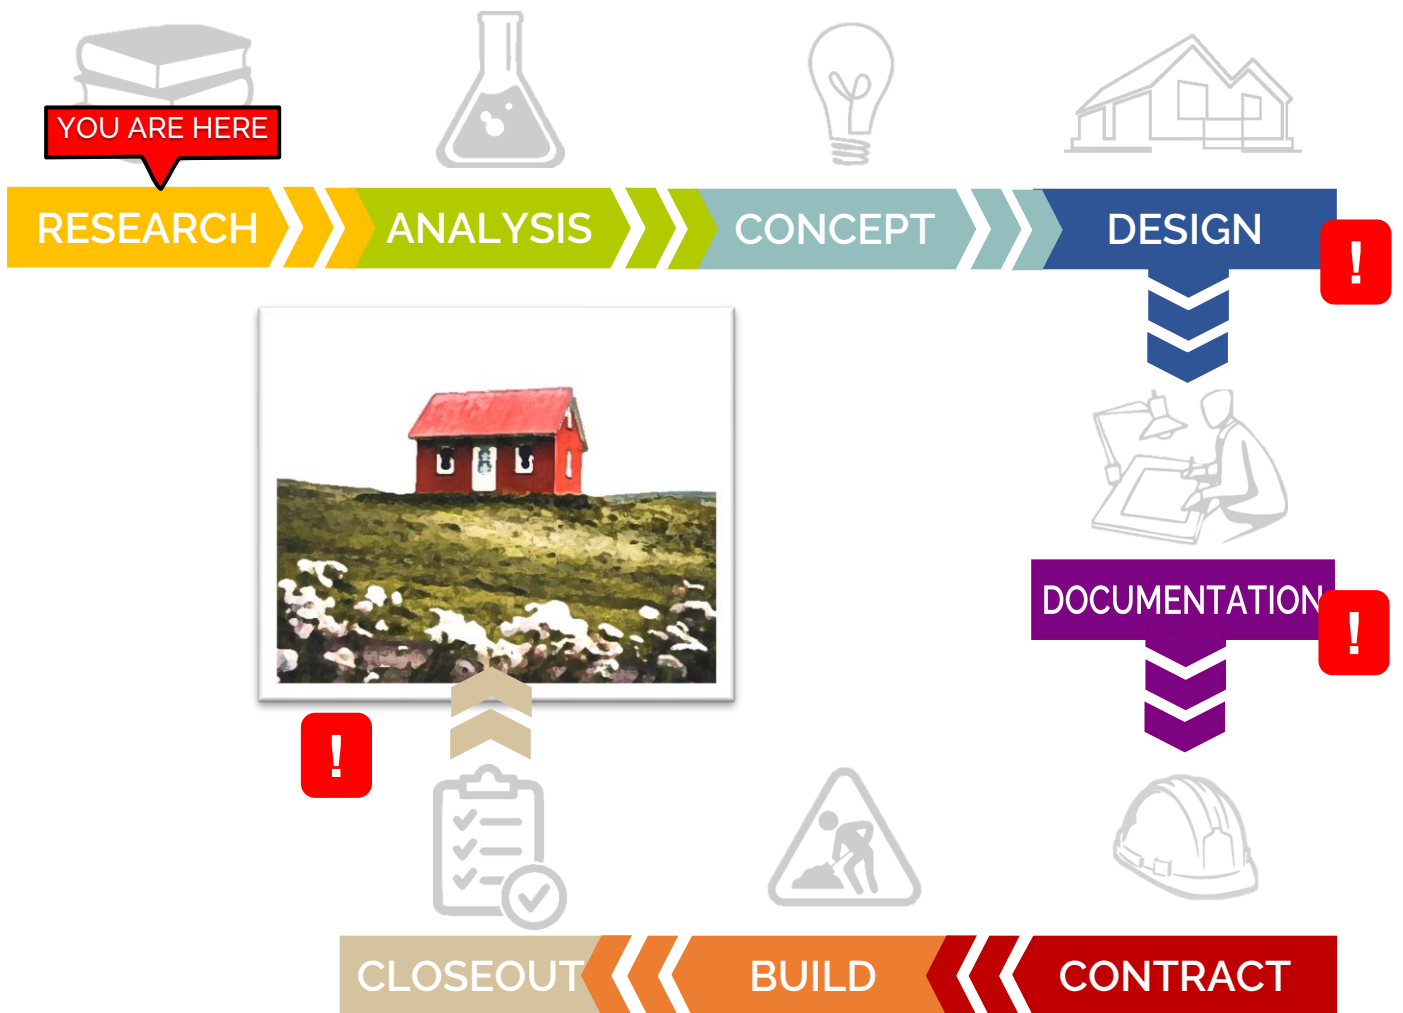 YOU ARE HERE
RESEARCH
ANALYSIS
CONCEPT
DESIGN
!
DOCUMENTATION
!
!
CLOSEOUT
BUILD
CONTRACT